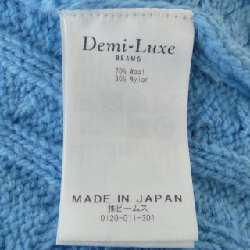 Demi-Luxe
BEAMS
70% Wool
30% Nylon
MADE IN JAPAN
㈱ビームス
0120-011-301